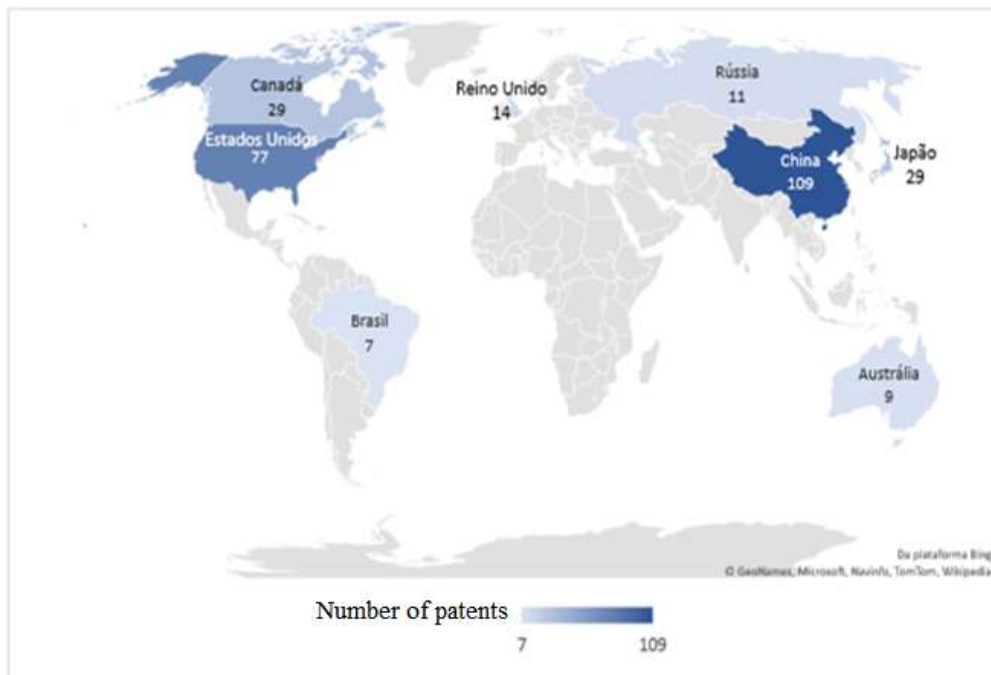 Canadá
29
Estados Unidos
77
Reino Unido
14
Rússia
11
China
109
Japão
29
Brasil
7
Austrália
9
Da plataforma Bing
© GeoNames, Microsoft, Navinfo, TomTom, Wikipedia
Number of patents
7
109